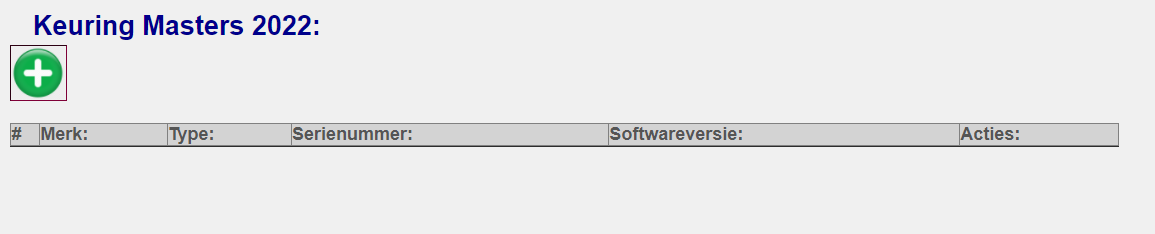 Keuring Masters 2022:
# Merk: Type: Serienummer: Softwareversie: Acties: